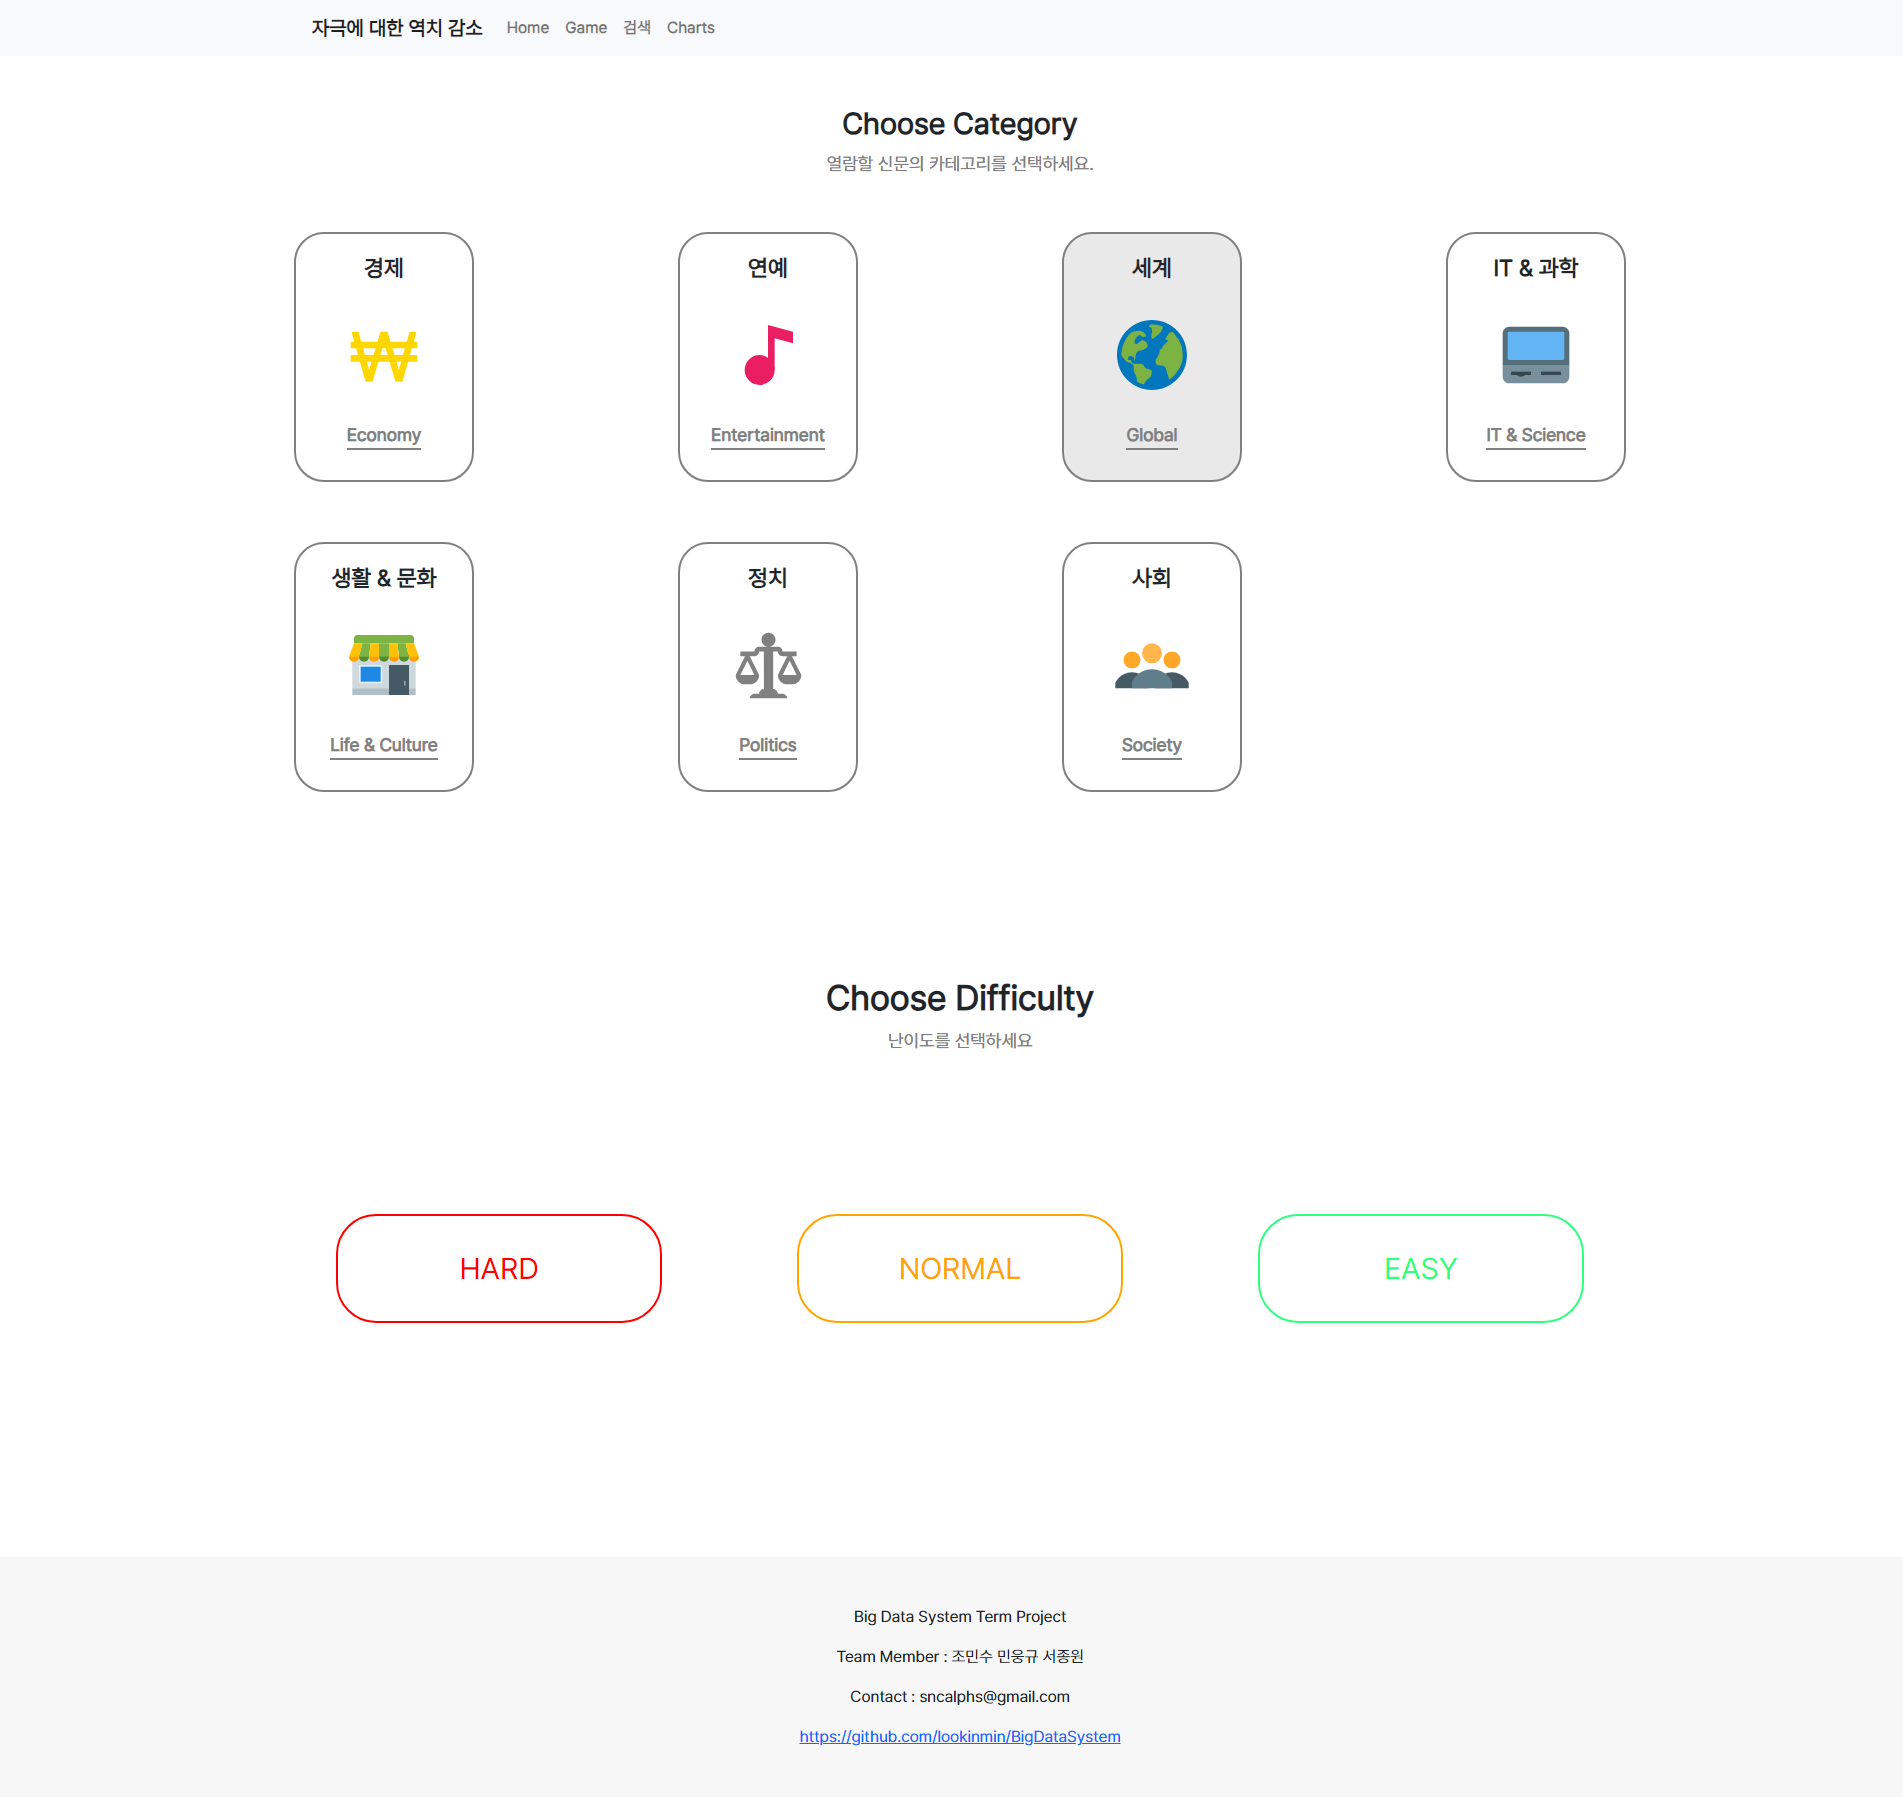 자극에 대한 역치 감소 Home Game 검색 Charts
Choose Category
열람할 신문의 카테고리를 선택하세요.
경제
Economy
연예
Entertainment
세계
Global
IT & 과학
IT & Science
생활 & 문화
Life & Culture
정치
Politics
사회
Society
Choose Difficulty
난이도를 선택하세요
HARD
NORMAL
EASY
Big Data System Term Project
Team Member : 조민수 민웅규 서종원
Contact : sncalphs@gmail.com
https://github.com/lookinmin/BigDataSystem